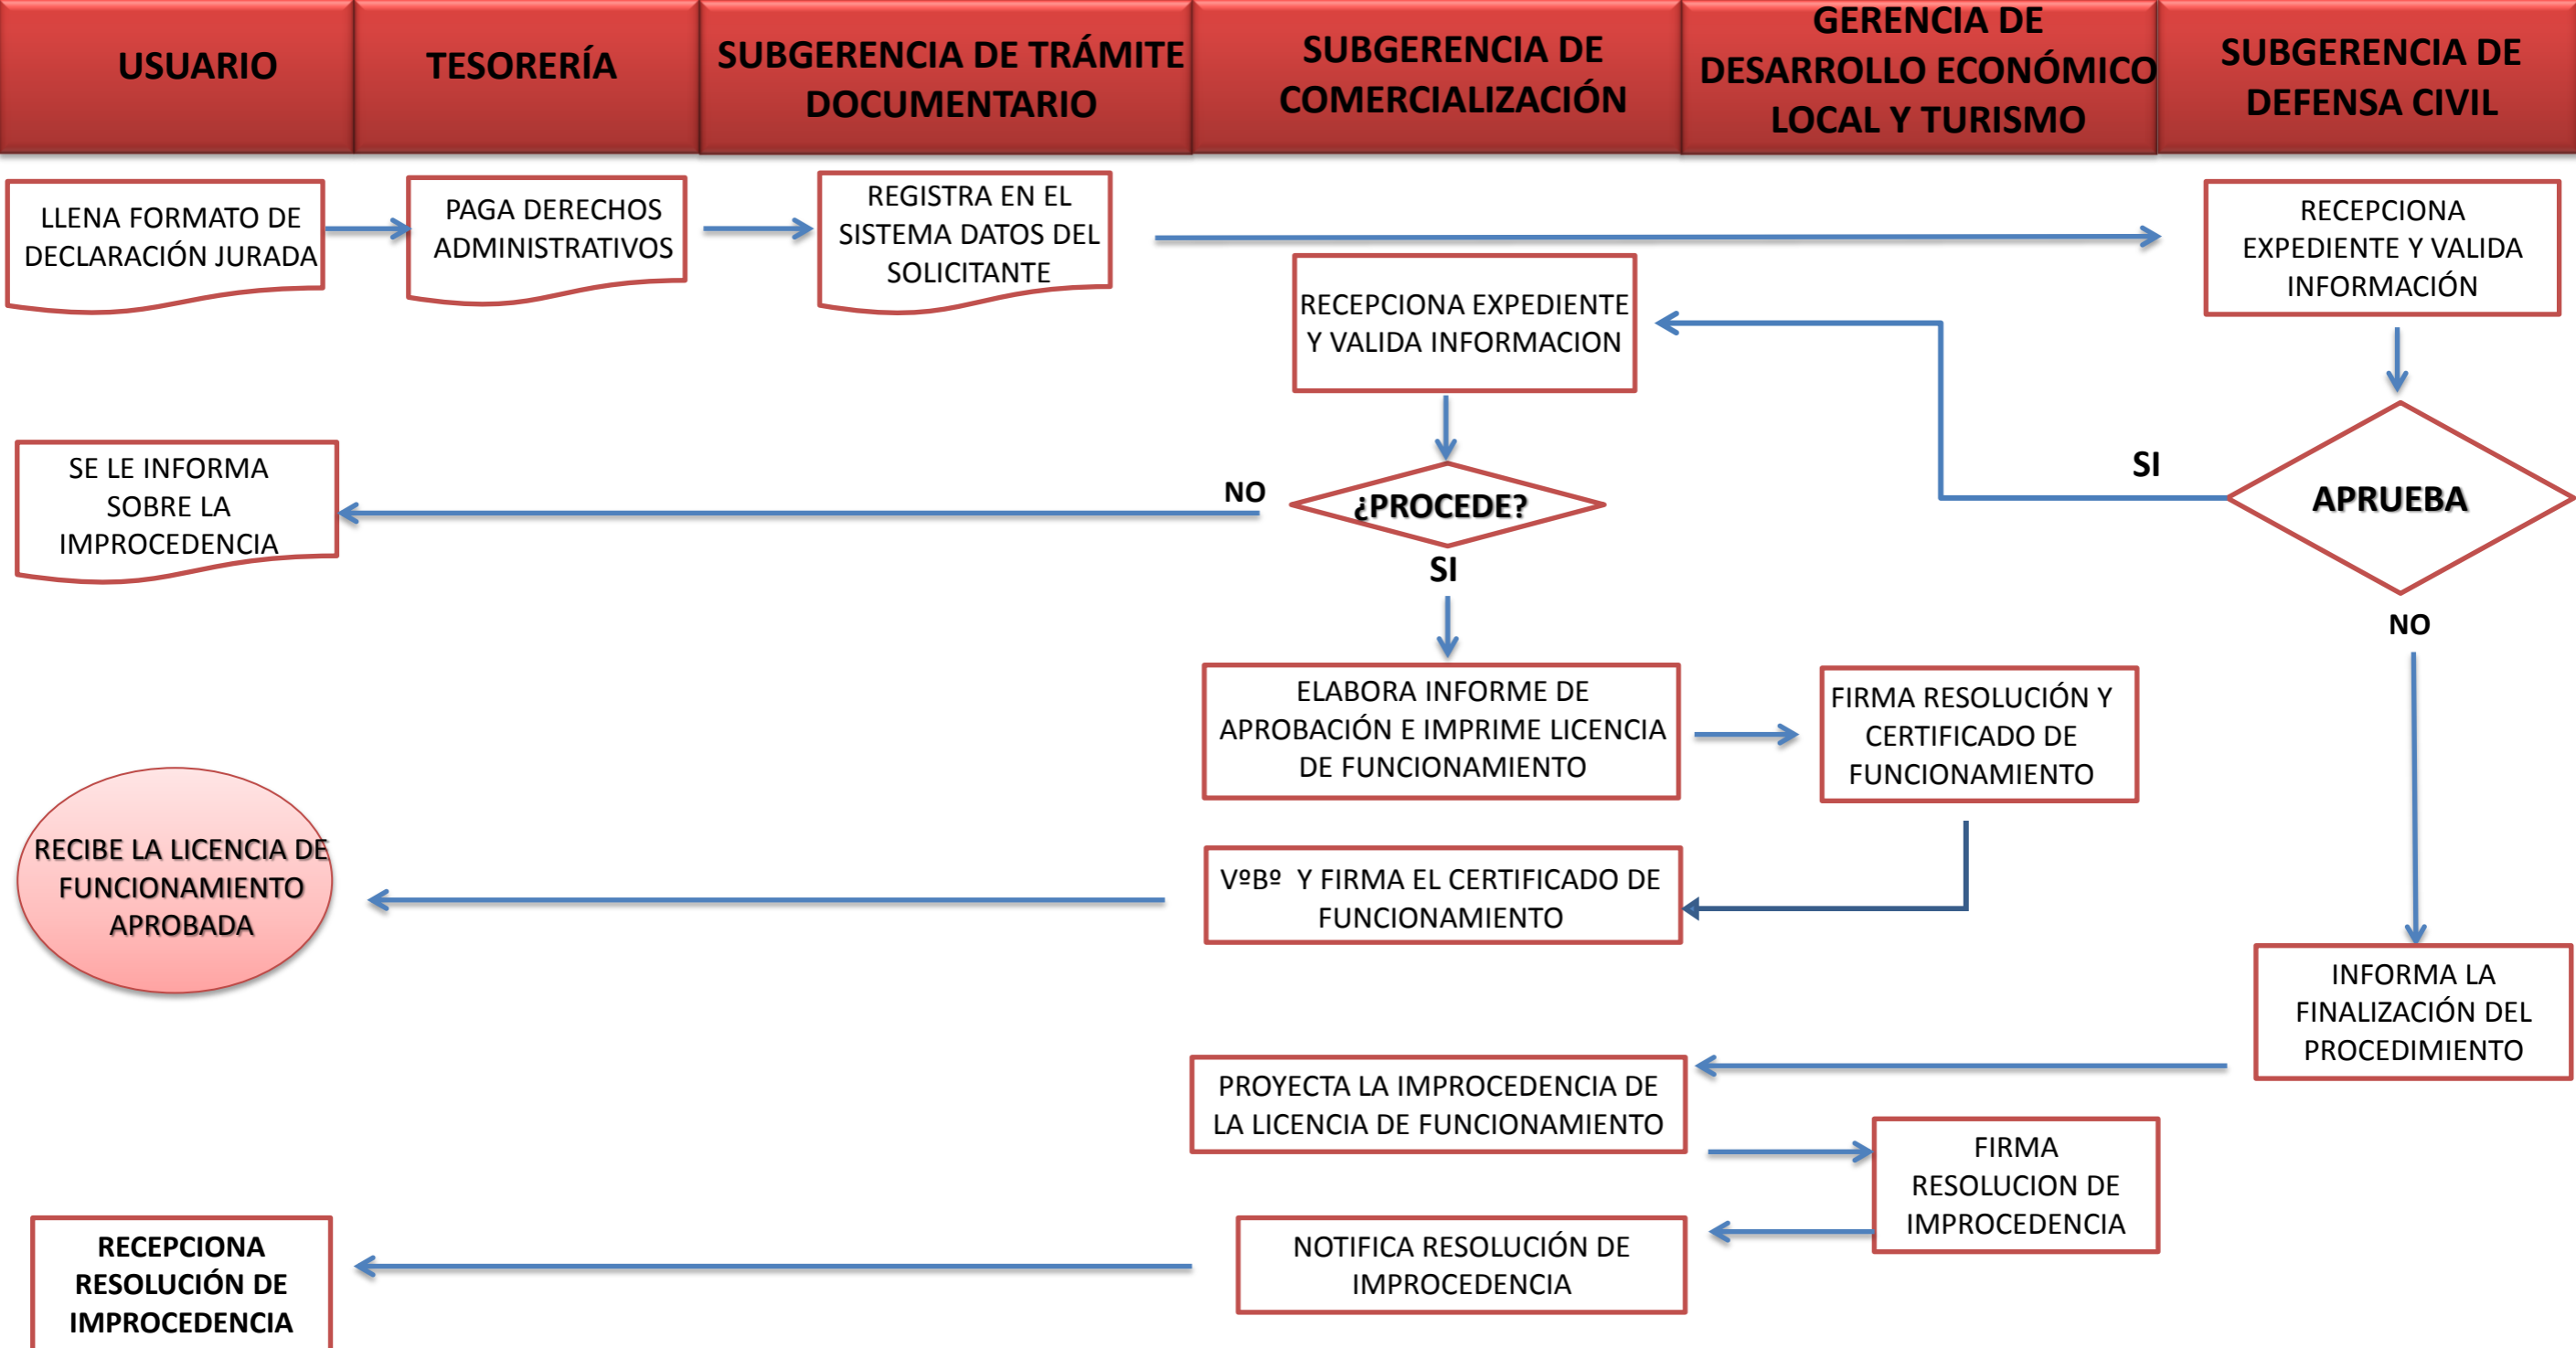 USUARIO
TESORERÍA
SUBGERENCIA DE TRÁMITE
DOCUMENTARIO
SUBGERENCIA DE
COMERCIALIZACIÓN
GERENCIA DE
DESARROLLO ECONÓMICO
LOCAL Y TURISMO
SUBGERENCIA DE
DEFENSA CIVIL
LLENA FORMATO DE
DECLARACIÓN JURADA
PAGA DERECHOS
ADMINISTRATIVOS
REGISTRA EN EL
SISTEMA DATOS DEL
SOLICITANTE
RECEPCIONA
EXPEDIENTE Y VALIDA
INFORMACIÓN
RECEPCIONA EXPEDIENTE
Y VALIDA INFORMACION
SE LE INFORMA
SOBRE LA
IMPROCEDENCIA
NO
¿PROCEDE?
SI
SI
APRUEBA
NO
ELABORA INFORME DE
APROBACIÓN E IMPRIME LICENCIA
DE FUNCIONAMIENTO
FIRMA RESOLUCIÓN Y
CERTIFICADO DE
FUNCIONAMIENTO
RECIBE LA LICENCIA DE
FUNCIONAMIENTO
APROBADA
VºBº Y FIRMA EL CERTIFICADO DE
FUNCIONAMIENTO
INFORMA LA
FINALIZACIÓN DEL
PROCEDIMIENTO
PROYECTA LA IMPROCEDENCIA DE
LA LICENCIA DE FUNCIONAMIENTO
FIRMA
RESOLUCION DE
IMPROCEDENCIA
RECEPCIONA
RESOLUCIÓN DE
IMPROCEDENCIA
NOTIFICA RESOLUCIÓN DE
IMPROCEDENCIA